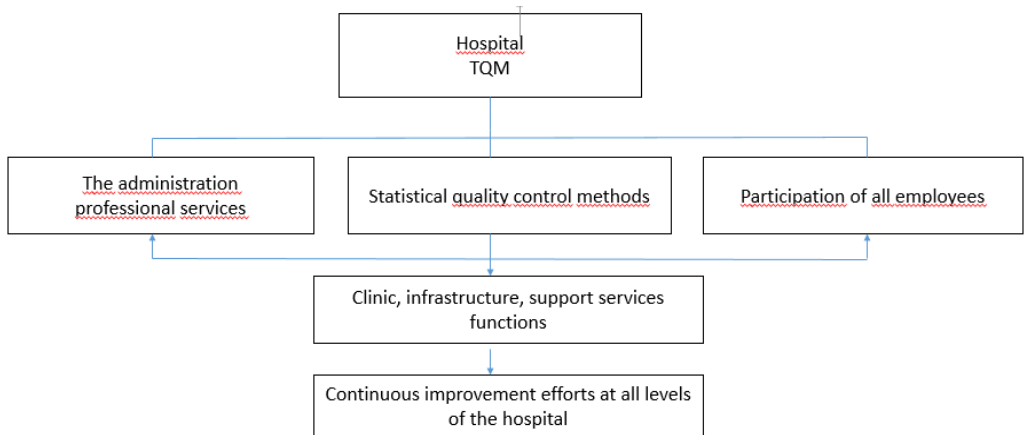 Hospital
TQM
The administration
professional services
Statistical quality control methods
Participation of all employees
Clinic, infrastructure, support services
functions
Continuous improvement efforts at all levels
of the hospital